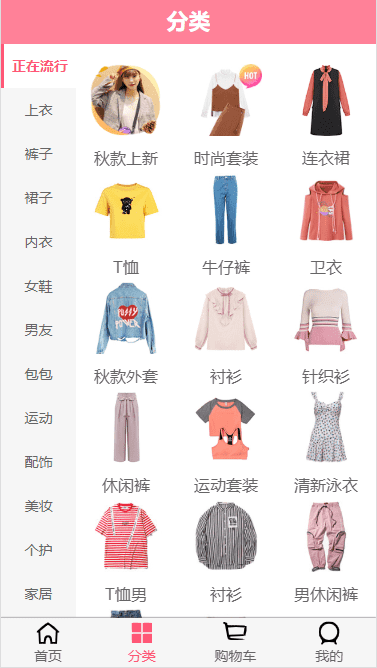 分类
正在流行
上衣
裤子
裙子
内衣
女鞋
男友
包包
运动
配饰
美妆
个护
家居
HOT
秋款上新
时尚套装
连衣裙
T恤
牛仔裤
卫衣
PUSSY
POWER
秋款外套
衬衫
针织衫
休闲裤
运动套装
清新泳衣
T恤男
衬衫
男休闲裤
首页
分类
购物车
我的